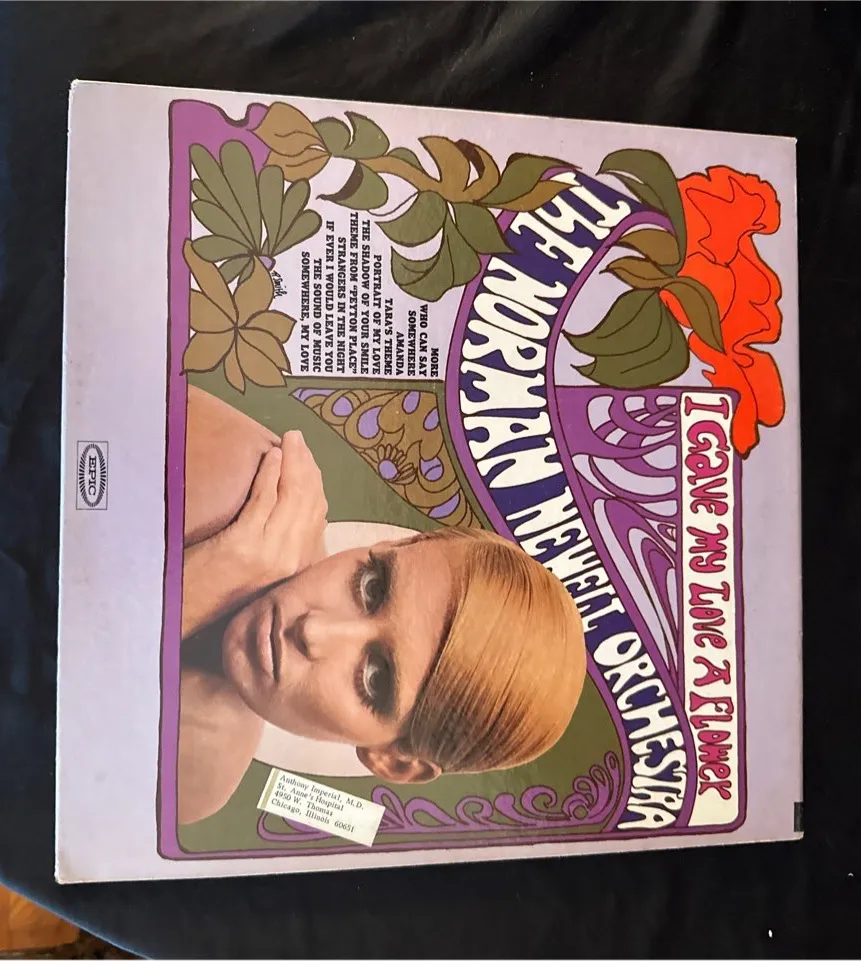 I Gave My Love A Flower
THE NORMAN NEWELL ORCHESTRA
MORE
WHO CAN SAY
SOMEWHERE
AMANDA
TARA'S THEME
PORTRAIT OF MY LOVE
THE SHADOW OF YOUR SMILE
THEME FROM "PEYTON PLACE"
STRANGERS IN THE NIGHT
IF EVER I WOULD LEAVE YOU
THE SOUND OF MUSIC
SOMEWHERE, MY LOVE
Anthony Imperial, M.D.
St. Anne's Hospital
4950 W. Thomas
Chicago, Illinois 60651
EPIC